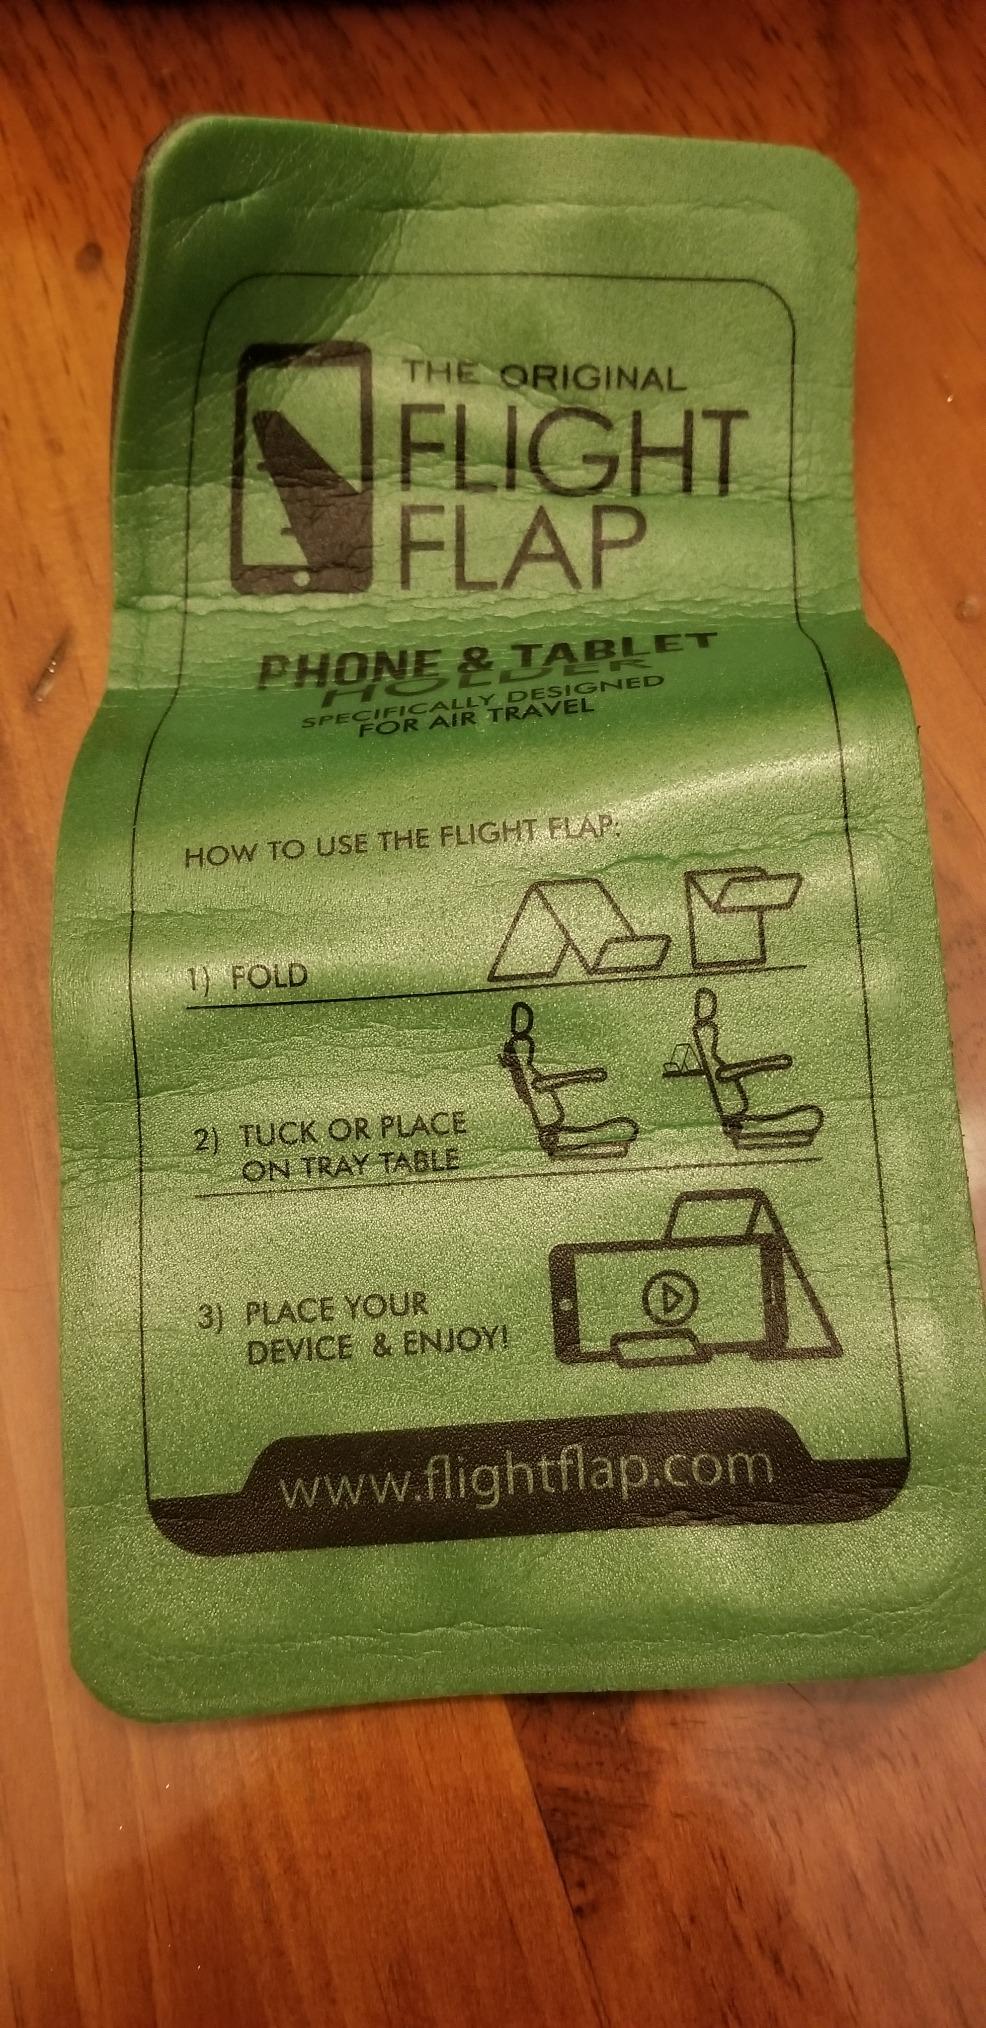 THE ORIGINAL
FLIGHT
FLAP
PHONE & TABLET
HOLDER
SPECIFICALLY DESIGNED
FOR AIR TRAVEL
HOW TO USE THE FLIGHT FLAP:
1) FOLD
2) TUCK OR PLACE
ON TRAY TABLE
3) PLACE YOUR
DEVICE & ENJOY!
www.flightflap.com